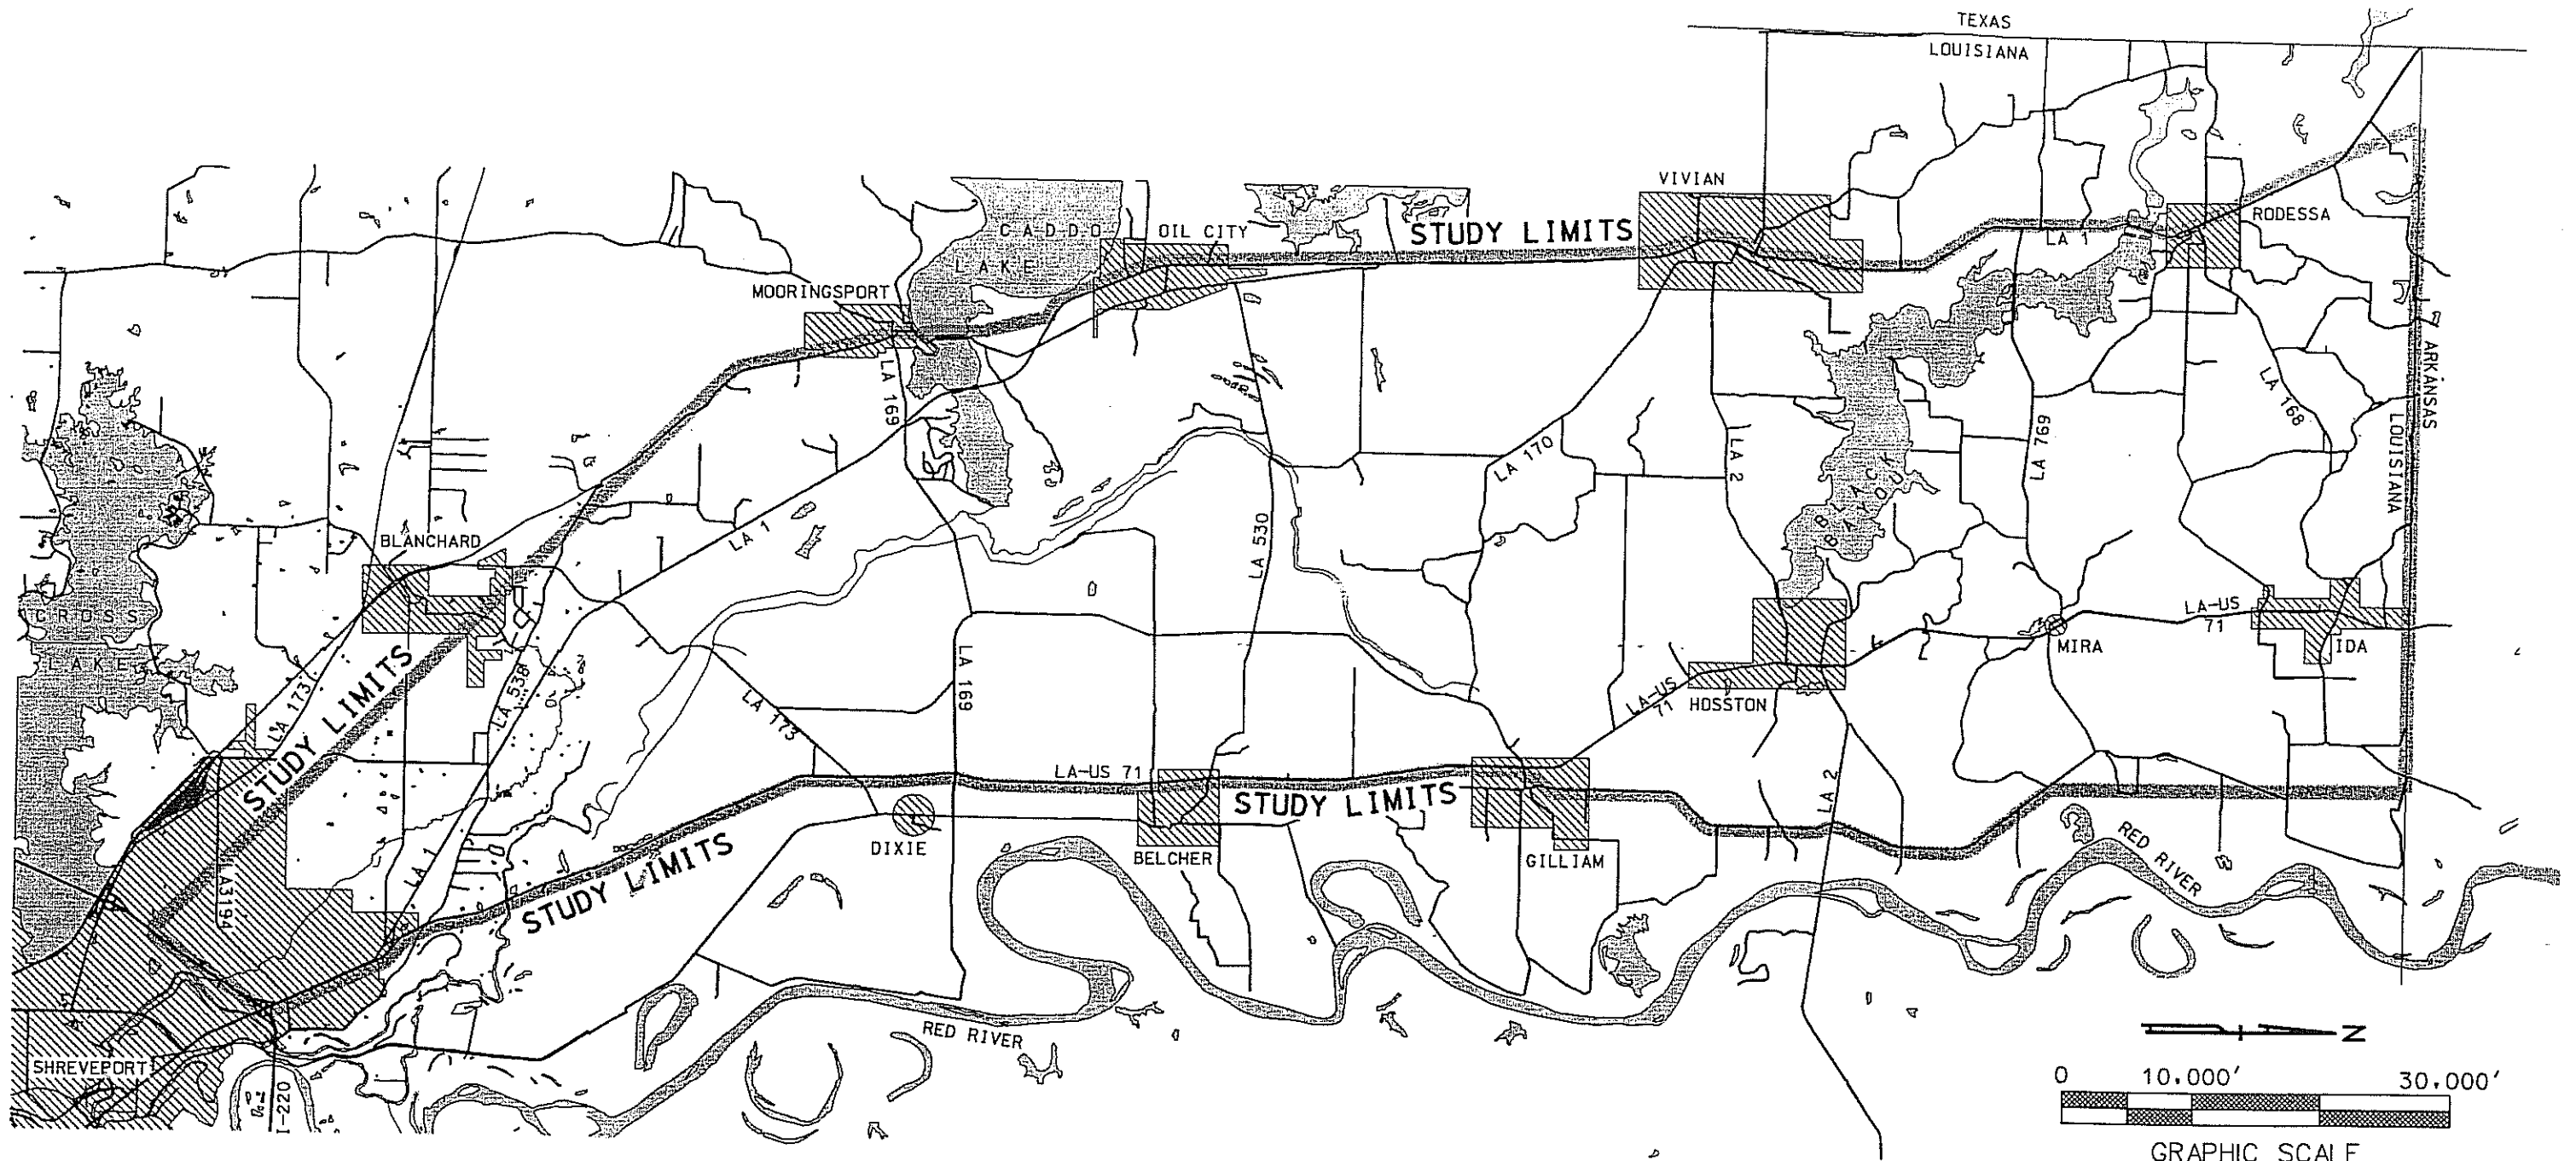 TEXAS
LOUISIANA
VIVIAN
RODESSA
CADDO
LAKE
OIL CITY
STUDY LIMITS
LA 1
MOORINGSPORT
ARKANSAS
LOUISIANA
LA 169
LA 168
LA 769
LA 170
LA 2
BLACK
BAYOU
LA 1
LA 530
BLANCHARD
CROSS
LAKE
LA-US
71
MIRA
IDA
LA 173
STUDY LIMITS
LA 538
LA 169
LA 173
LA-US
71
HOSSTON
LA-US 71
STUDY LIMITS
LA 2
DIXIE
BELCHER
GILLIAM
RED RIVER
LA3194
LA 1
STUDY LIMITS
RED RIVER
N
SHREVEPORT
I-220
0 10,000' 30,000'
GRAPHIC SCALE